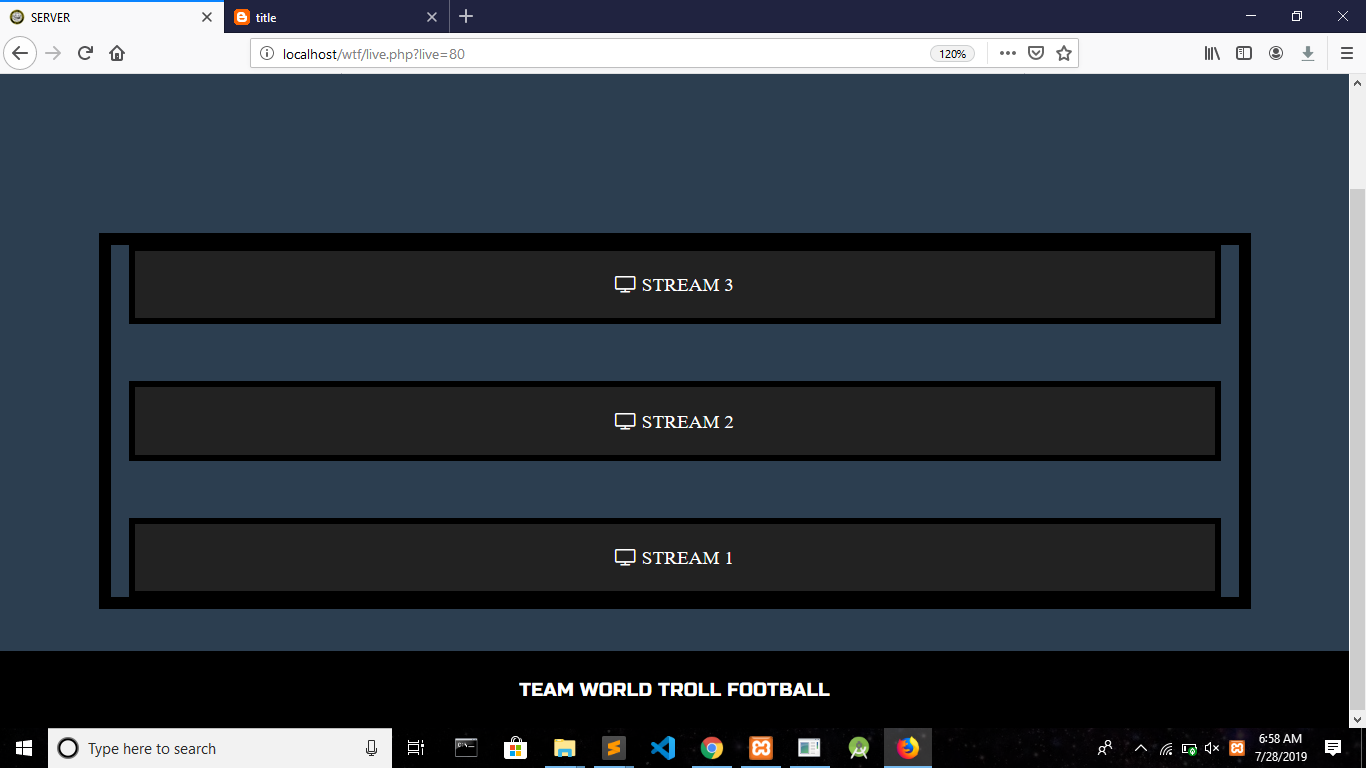 SERVER
title
localhost/wtf/live.php?live=80
120%
STREAM 3
STREAM 2
STREAM 1
TEAM WORLD TROLL FOOTBALL
Type here to search
6:58 AM
7/28/2019